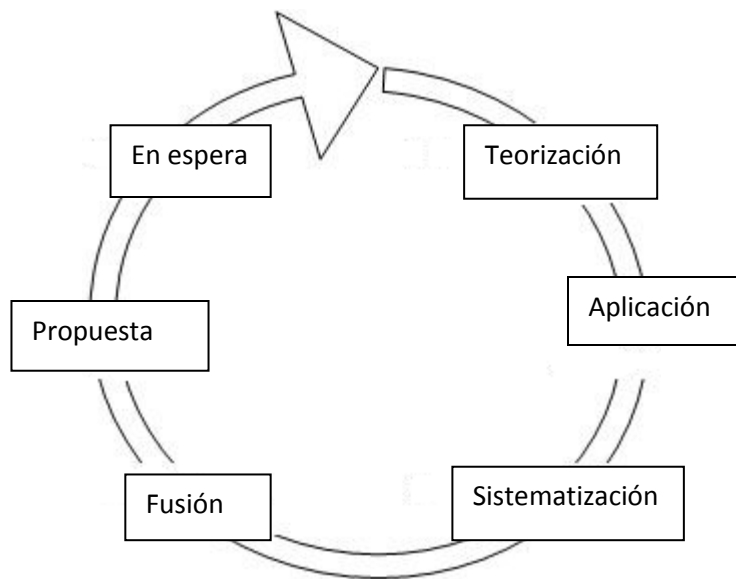 En espera
Teorización
Aplicación
Propuesta
Sistematización
Fusión